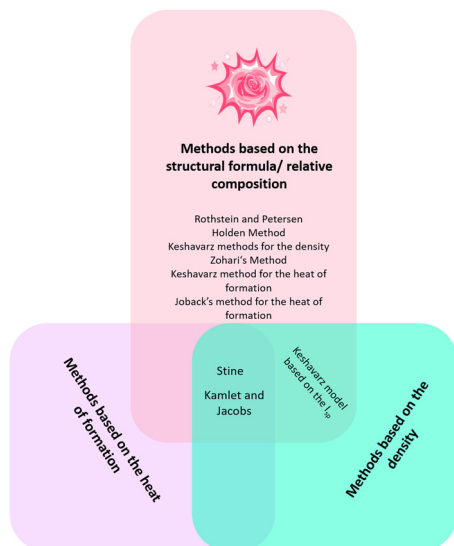 Methods based on the
structural formula/ relative
composition
Rothstein and Petersen
Holden Method
Keshavarz methods for the density
Zohari's Method
Keshavarz method for the heat of
formation
Joback's method for the heat of
formation
Stine
Kamlet and
Jacobs
Keshavarz model
based on the Isp
Methods based on the heat
of formation
Methods based on the
density